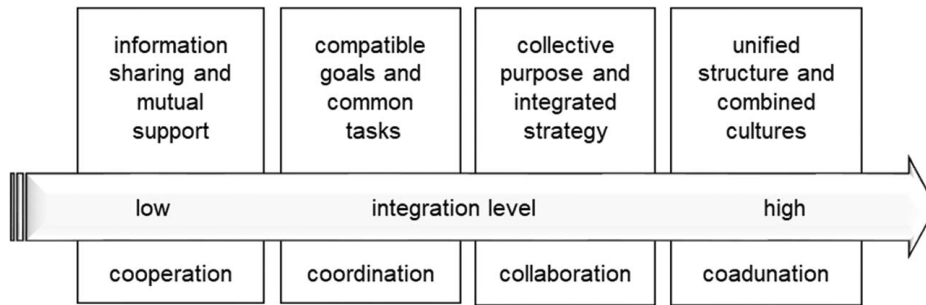 information
sharing and
mutual
support
compatible
goals and
common
tasks
collective
purpose and
integrated
strategy
unified
structure and
combined
cultures
low
integration level
high
cooperation
coordination
collaboration
coadunation